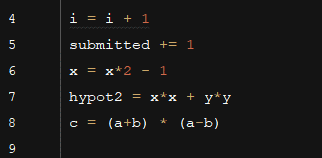 4 i = i + 1
5 submitted += 1
6 x = x*2 - 1
7 hypot2 = x*x + y*y
8 c = (a+b) * (a-b)
9